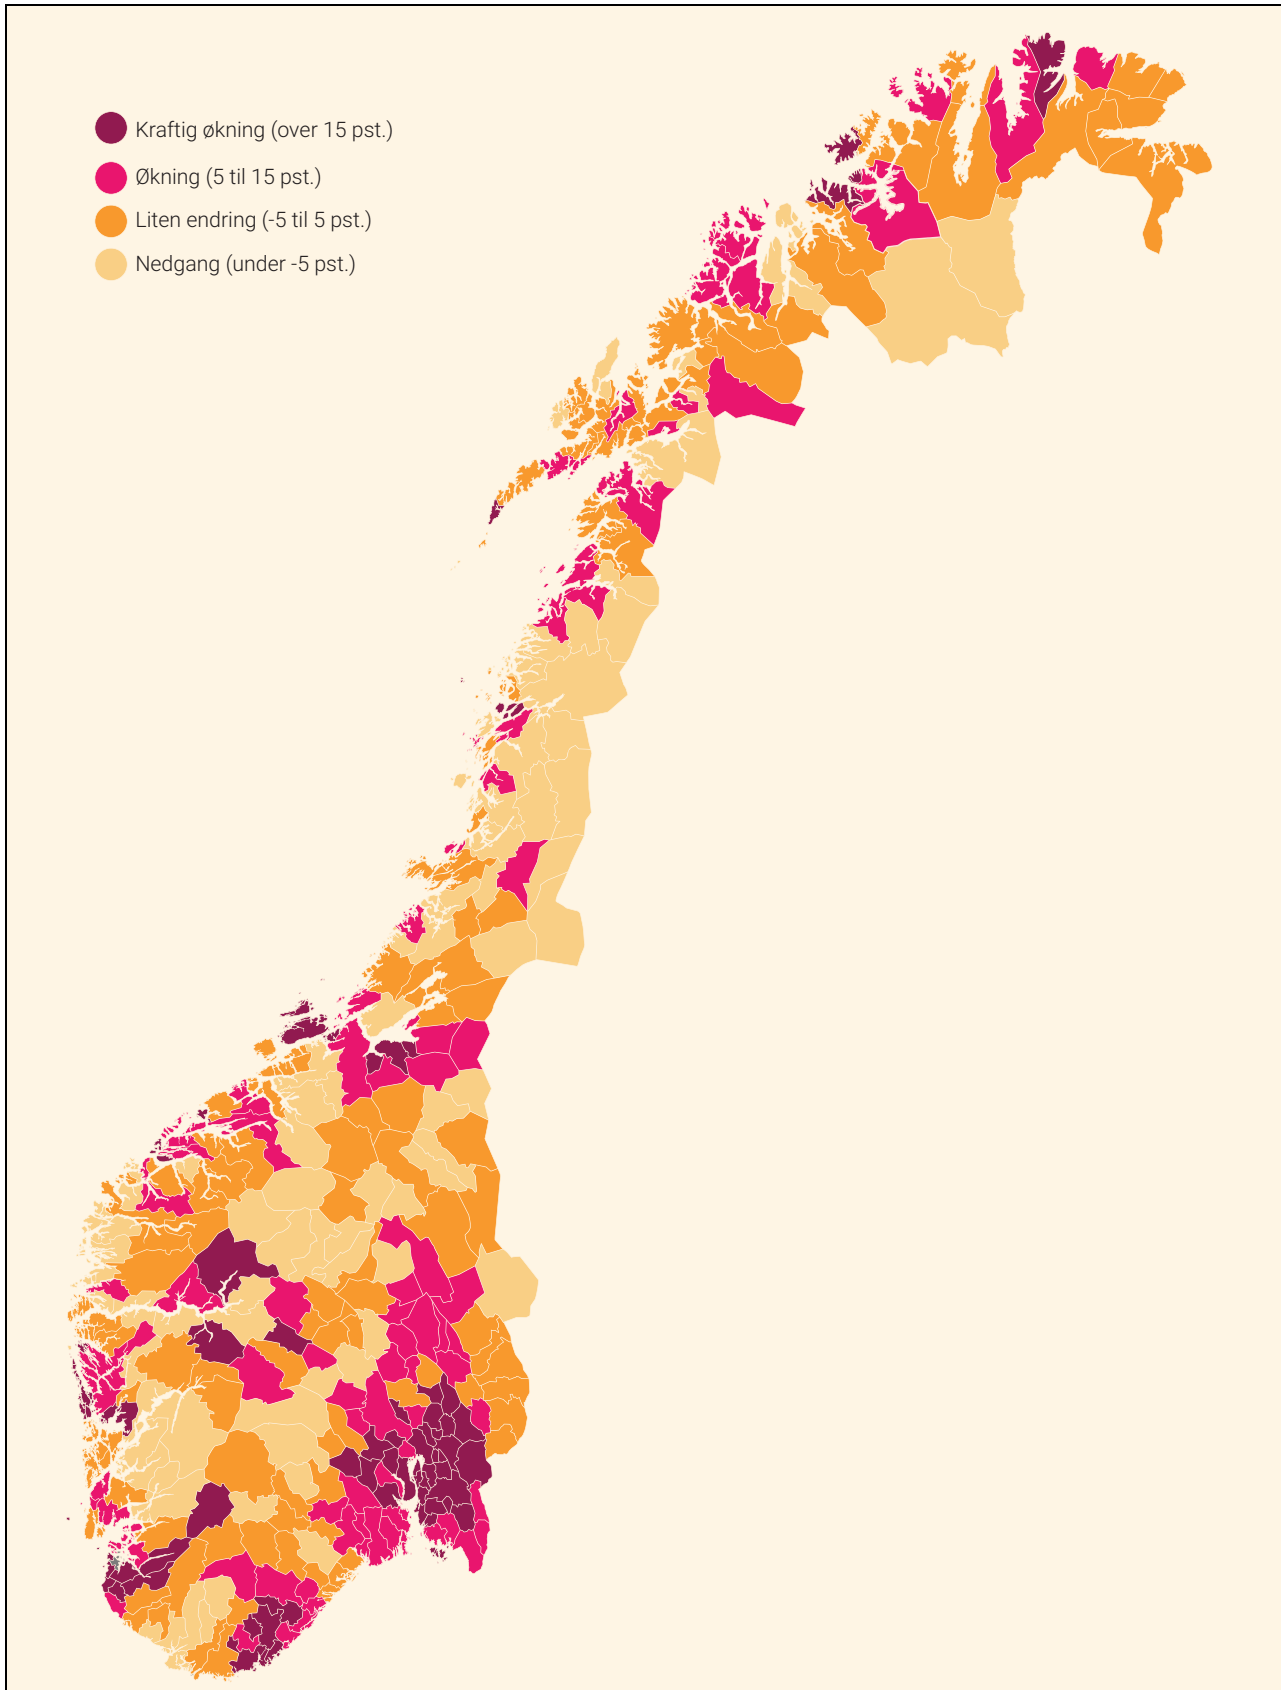 Kraftig økning (over 15 pst.)
Økning (5 til 15 pst.)
Liten endring (-5 til 5 pst.)
Nedgang (under -5 pst.)